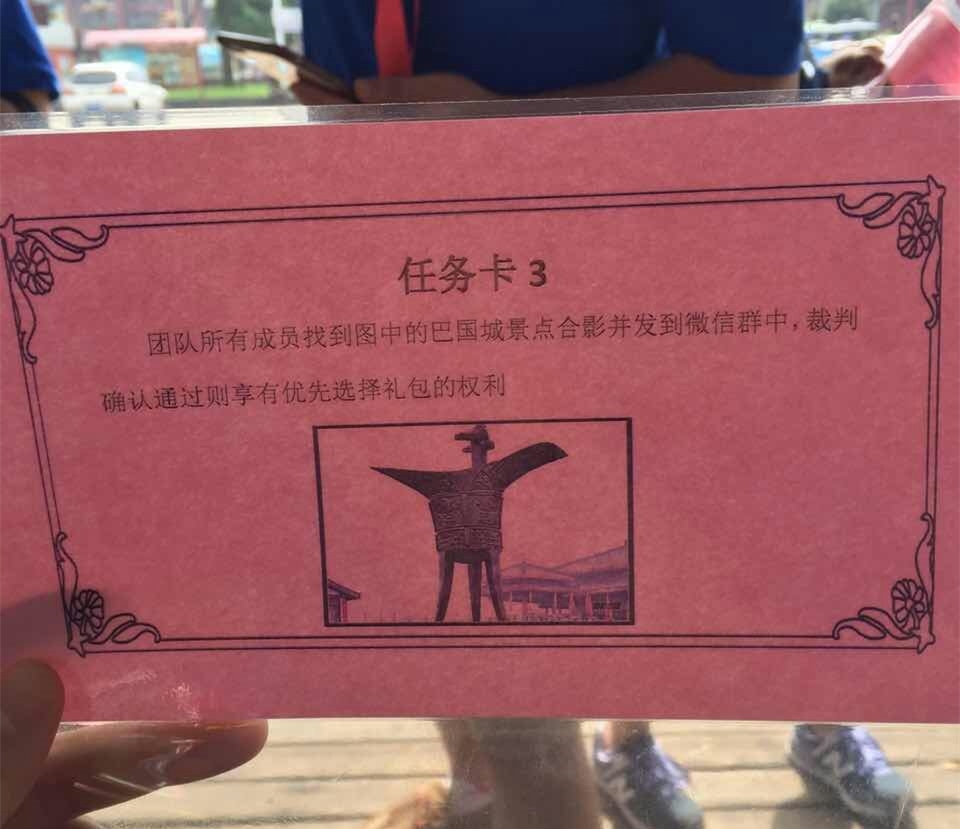 任务卡 3
团队所有成员找到图中的巴国城景点合影并发到微信群中，裁判
确认通过则享有优先选择礼包的权利